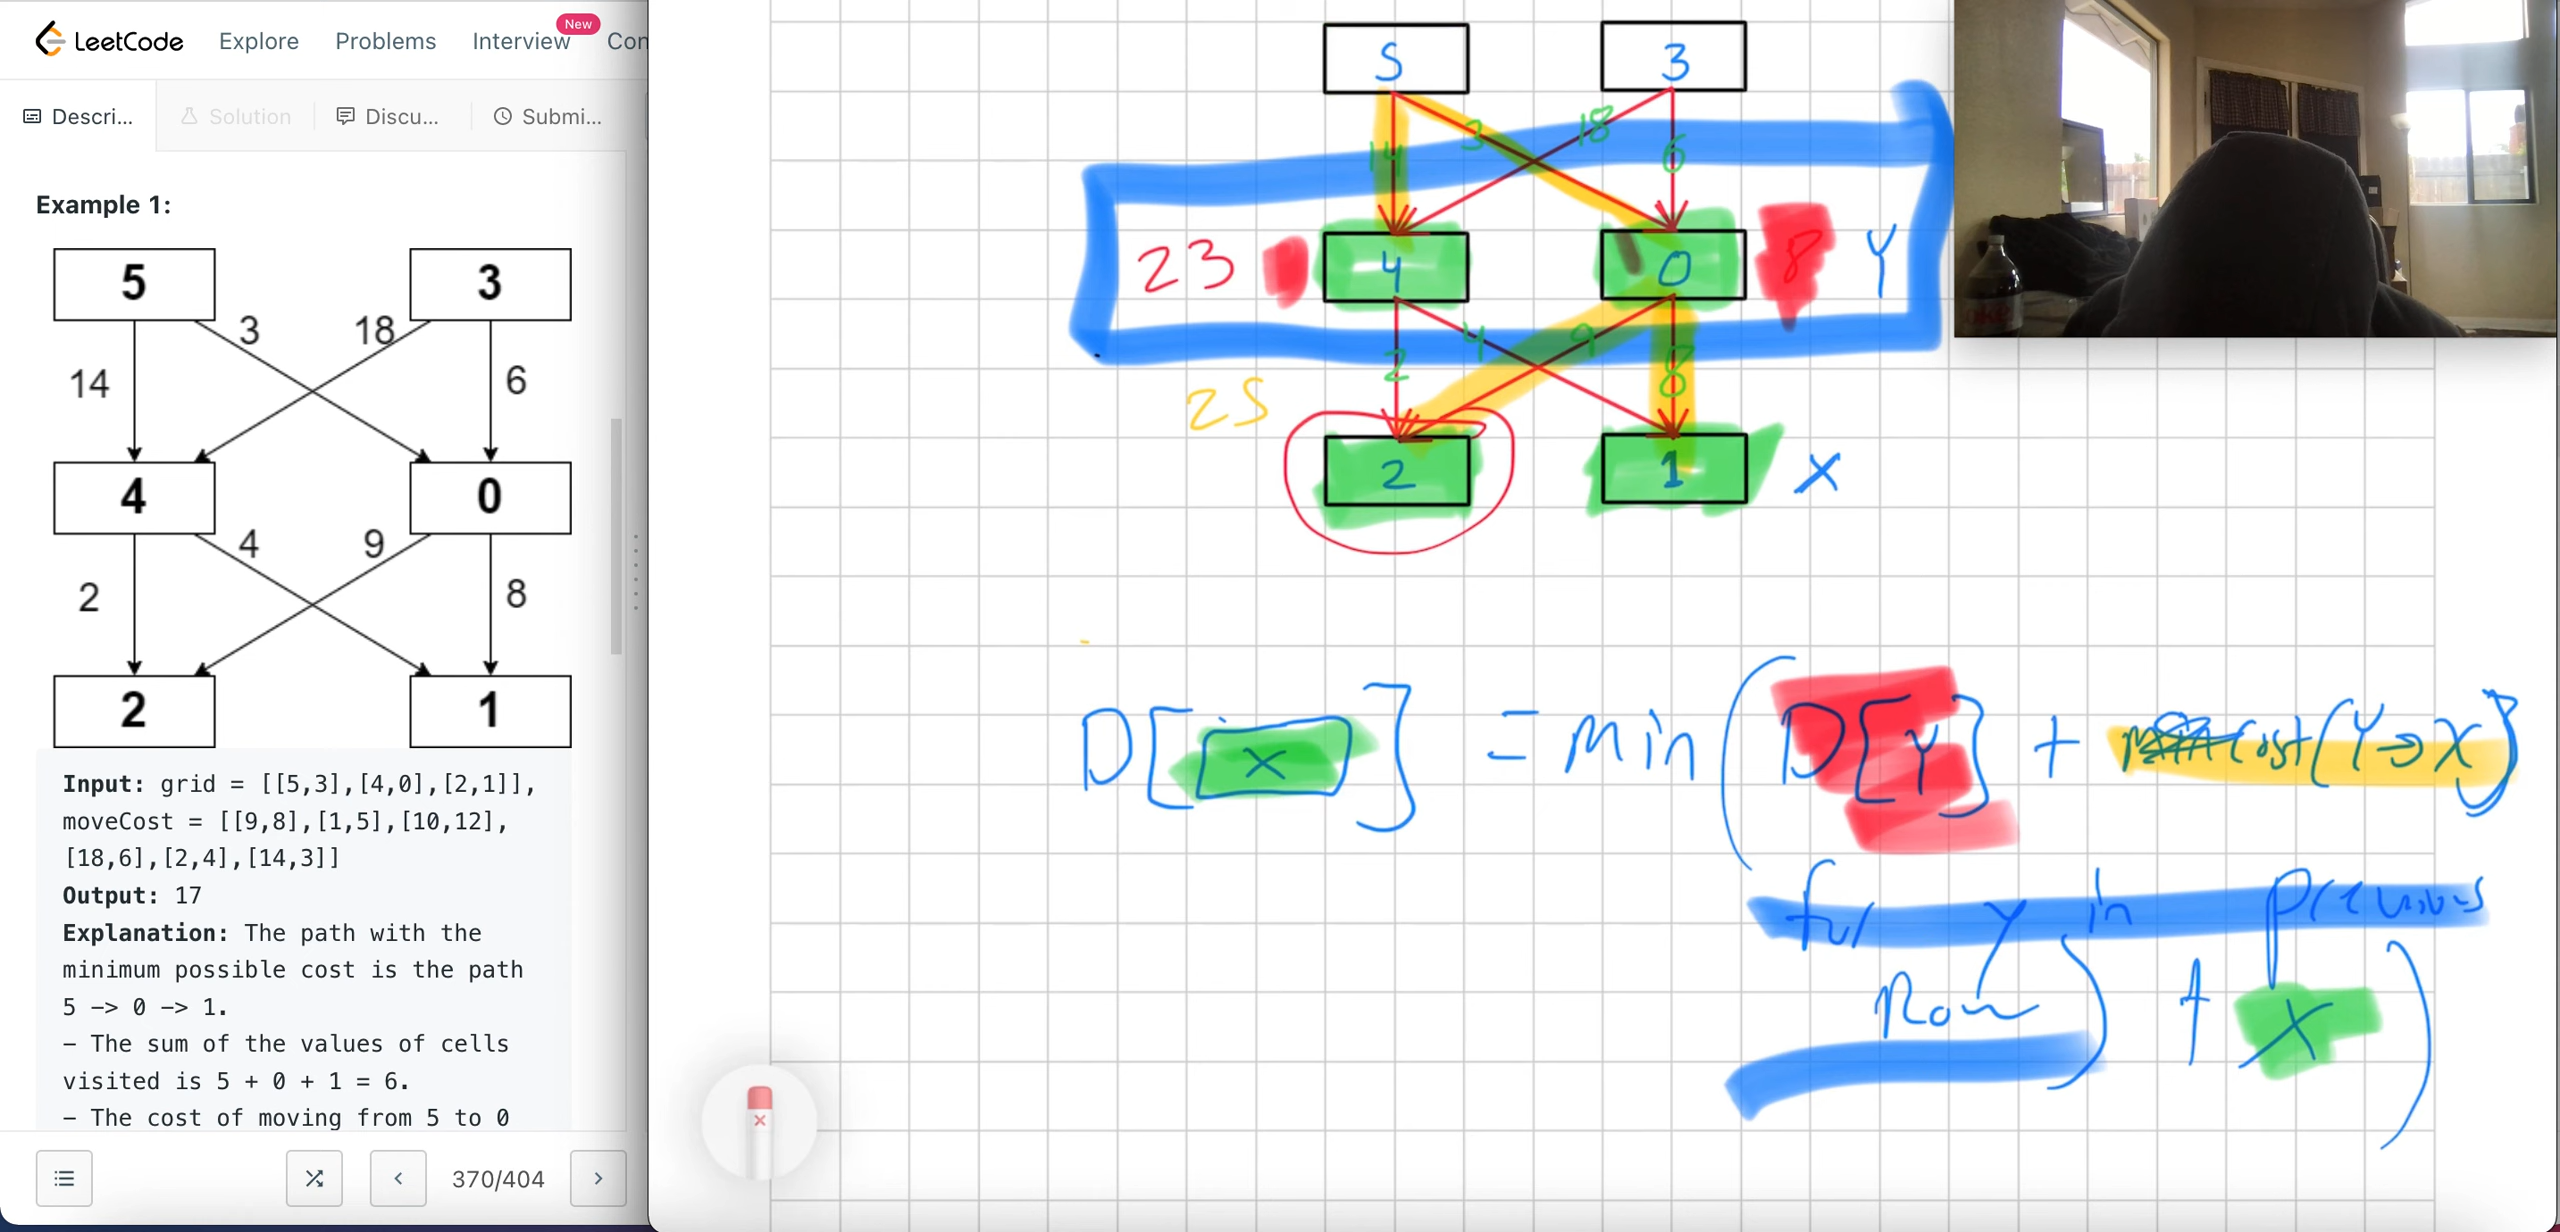 LeetCode Explore Problems Interview New Con
Descri... Solution Discu... Submi...
Example 1:
5 3
3 18
14 6
4 0
4 9
2 8
2 1
Input: grid = [[5,3],[4,0],[2,1]],
moveCost = [[9,8],[1,5],[10,12],
[18,6],[2,4],[14,3]]
Output: 17
Explanation: The path with the
minimum possible cost is the path
5 -> 0 -> 1.
- The sum of the values of cells
visited is 5 + 0 + 1 = 6.
- The cost of moving from 5 to 0
370/404
5 3
14 3 18 6
23 4 0 8 Y
2 4 9 8
25
2 1 X
D[X] = min(D[Y] + cost(Y→X)
for Y in previous
Row) + X)